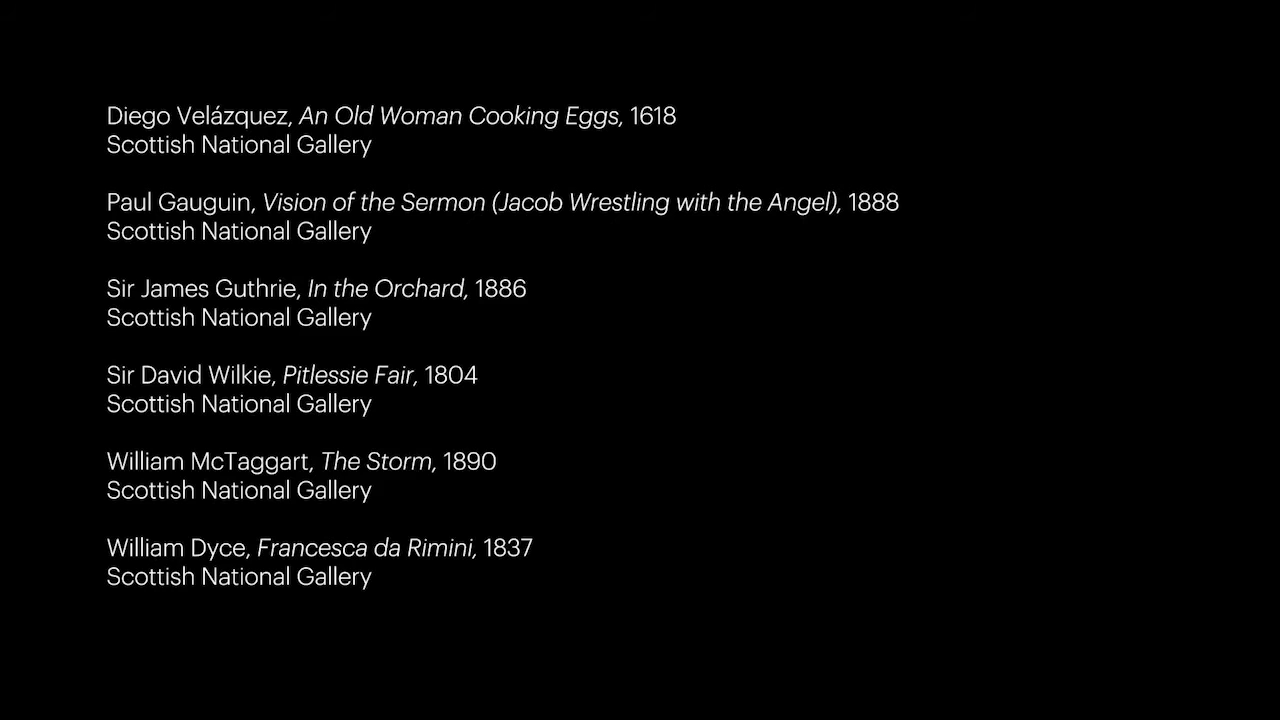 Diego Velázquez, An Old Woman Cooking Eggs, 1618
Scottish National Gallery
Paul Gauguin, Vision of the Sermon (Jacob Wrestling with the Angel), 1888
Scottish National Gallery
Sir James Guthrie, In the Orchard, 1886
Scottish National Gallery
Sir David Wilkie, Pitlessie Fair, 1804
Scottish National Gallery
William McTaggart, The Storm, 1890
Scottish National Gallery
William Dyce, Francesca da Rimini, 1837
Scottish National Gallery